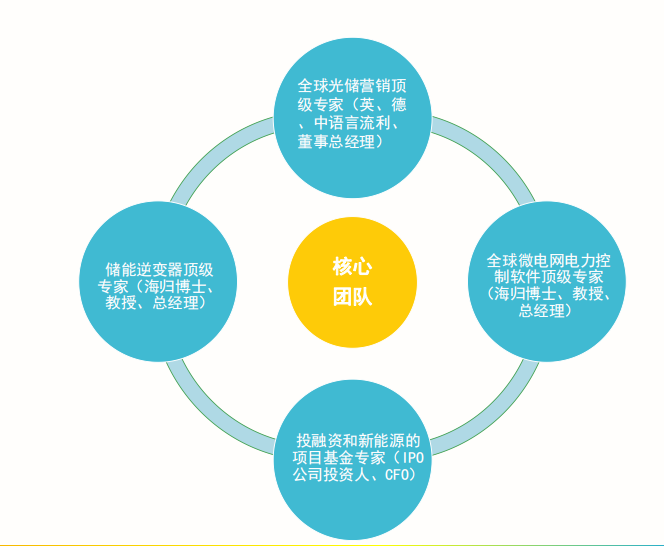 全球光储营销顶
级专家（英、德
、中语言流利、
董事总经理）
储能逆变器顶级
专家（海归博士、
教授、总经理）
核心
团队
全球微电网电力控
制软件顶级专家
（海归博士、教授、
总经理）
投融资和新能源的
项目基金专家（IPO
公司投资人、CFO）